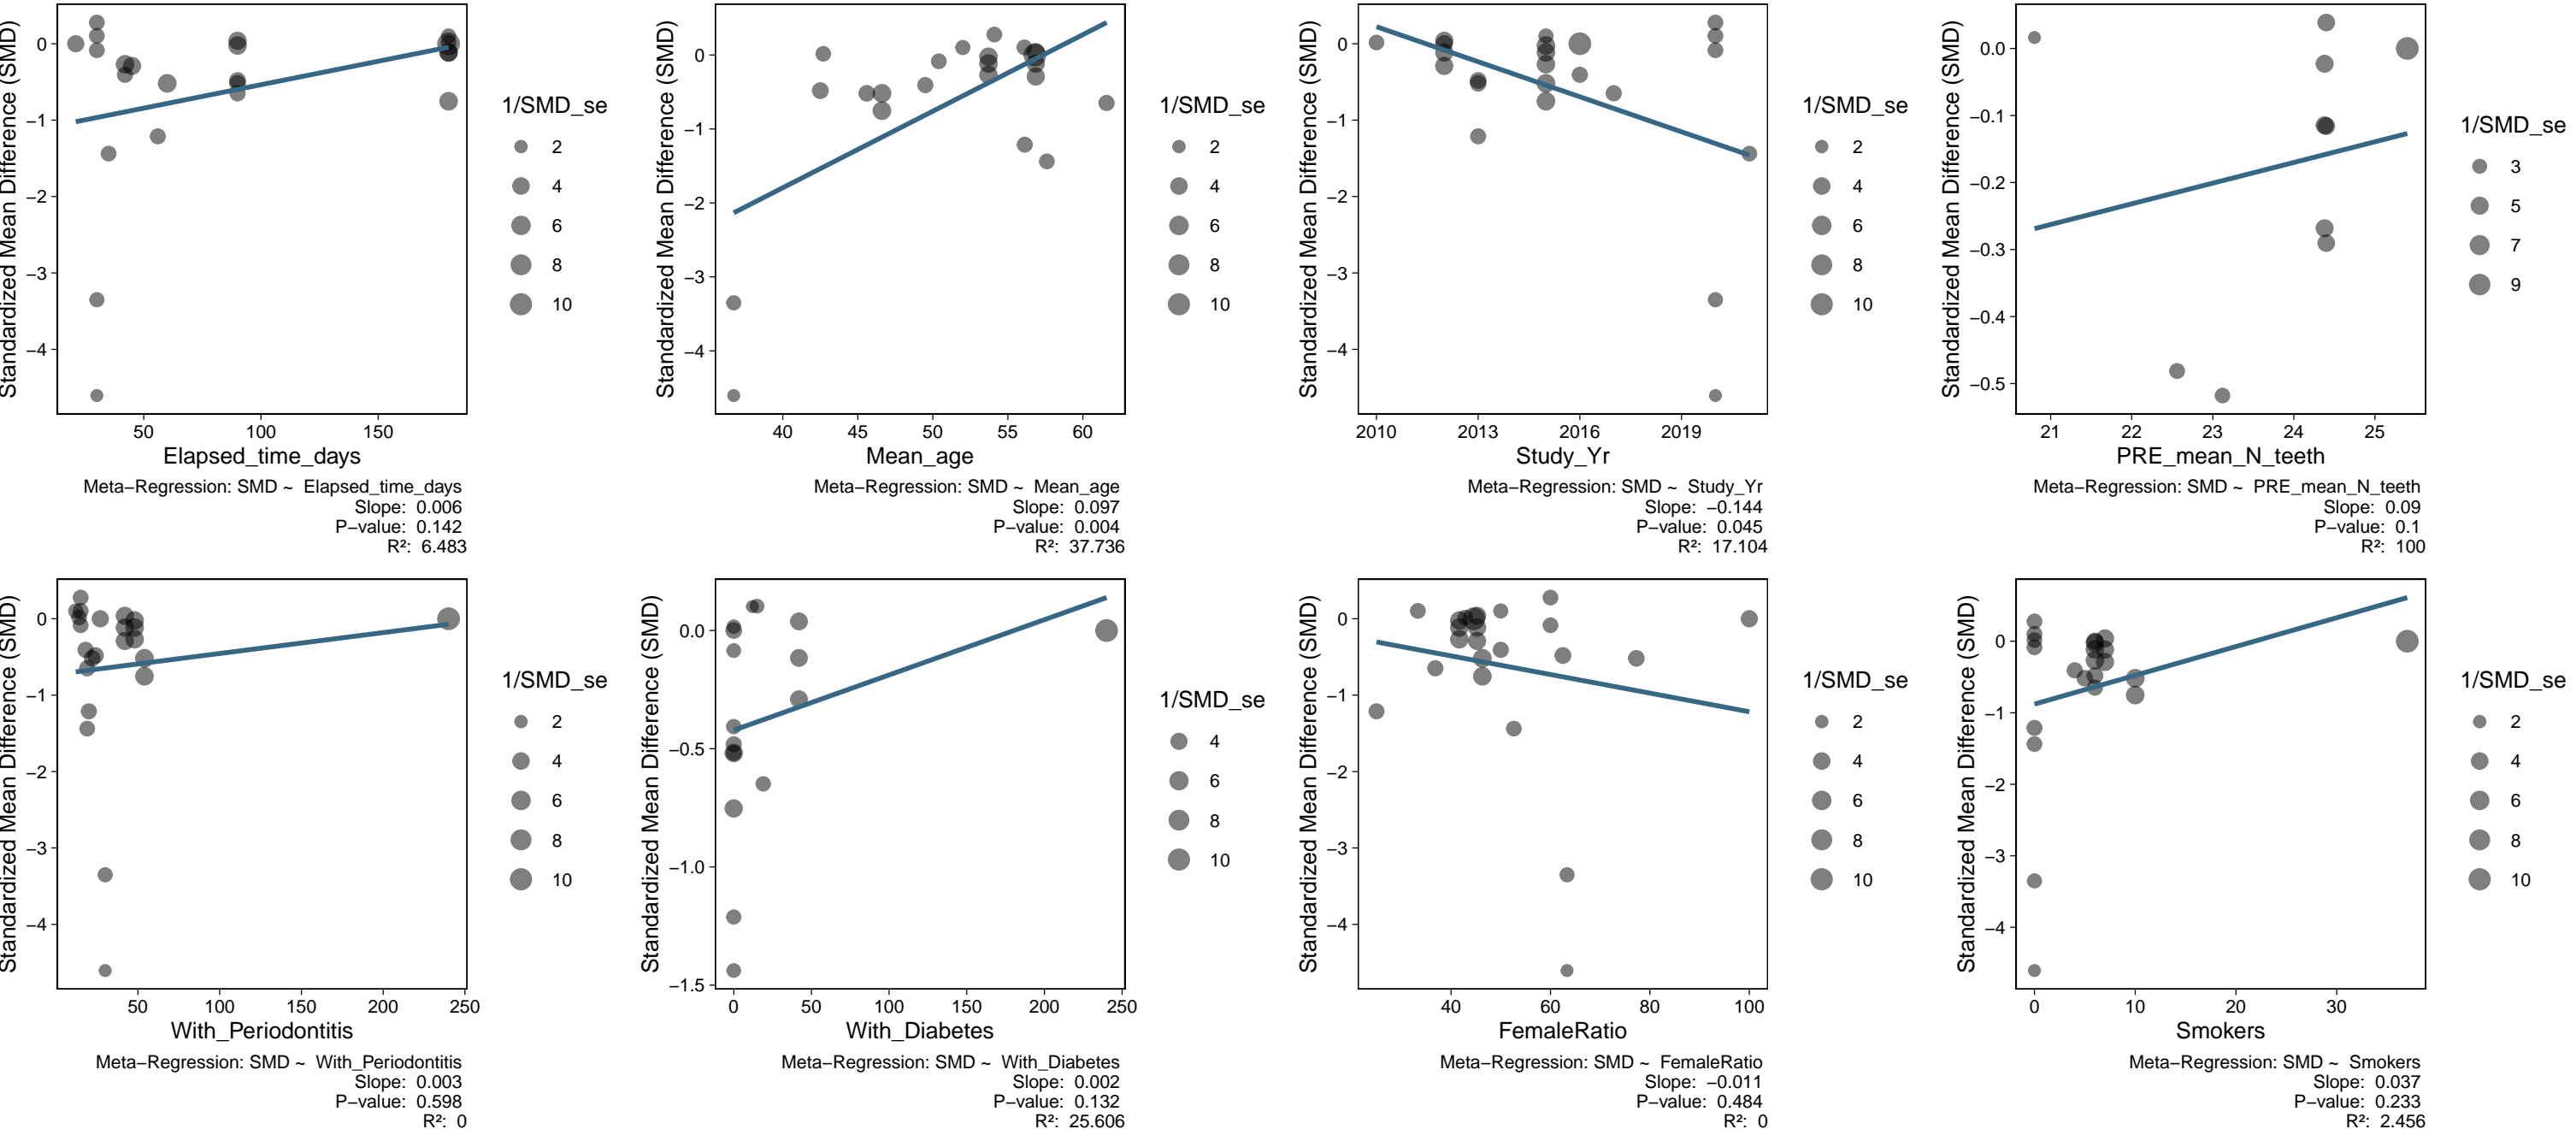 Standardized Mean Difference (SMD)
0
−1
−2
−3
−4
50 100 150
Elapsed_time_days
Meta−Regression: SMD ~ Elapsed_time_days
Slope: 0.006
P−value: 0.142
R²: 6.483
1/SMD_se
2
4
6
8
10
Standardized Mean Difference (SMD)
0
−1
−2
−3
−4
40 45 50 55 60
Mean_age
Meta−Regression: SMD ~ Mean_age
Slope: 0.097
P−value: 0.004
R²: 37.736
1/SMD_se
2
4
6
8
10
Standardized Mean Difference (SMD)
0
−1
−2
−3
−4
2010 2013 2016 2019
Study_Yr
Meta−Regression: SMD ~ Study_Yr
Slope: −0.144
P−value: 0.045
R²: 17.104
1/SMD_se
2
4
6
8
10
Standardized Mean Difference (SMD)
0.0
−0.1
−0.2
−0.3
−0.4
−0.5
21 22 23 24 25
PRE_mean_N_teeth
Meta−Regression: SMD ~ PRE_mean_N_teeth
Slope: 0.09
P−value: 0.1
R²: 100
1/SMD_se
3
5
7
9
Standardized Mean Difference (SMD)
0
−1
−2
−3
−4
50 100 150 200 250
With_Periodontitis
Meta−Regression: SMD ~ With_Periodontitis
Slope: 0.003
P−value: 0.598
R²: 0
1/SMD_se
2
4
6
8
10
Standardized Mean Difference (SMD)
0.0
−0.5
−1.0
−1.5
0 50 100 150 200 250
With_Diabetes
Meta−Regression: SMD ~ With_Diabetes
Slope: 0.002
P−value: 0.132
R²: 25.606
1/SMD_se
4
6
8
10
Standardized Mean Difference (SMD)
0
−1
−2
−3
−4
40 60 80 100
FemaleRatio
Meta−Regression: SMD ~ FemaleRatio
Slope: −0.011
P−value: 0.484
R²: 0
1/SMD_se
2
4
6
8
10
Standardized Mean Difference (SMD)
0
−1
−2
−3
−4
0 10 20 30
Smokers
Meta−Regression: SMD ~ Smokers
Slope: 0.037
P−value: 0.233
R²: 2.456
1/SMD_se
2
4
6
8
10